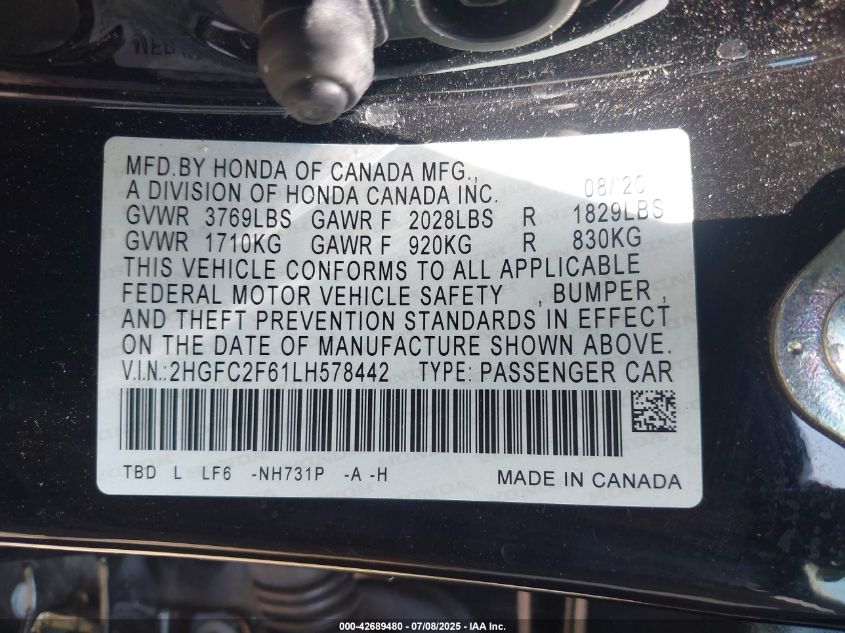 MFD.BY HONDA OF CANADA MFG.,
A DIVISION OF HONDA CANADA INC. 08/20
GVWR 3769LBS GAWR F 2028LBS R 1829LBS
GVWR 1710KG GAWR F 920KG R 830KG
THIS VEHICLE CONFORMS TO ALL APPLICABLE
FEDERAL MOTOR VEHICLE SAFETY , BUMPER ,
AND THEFT PREVENTION STANDARDS IN EFFECT
ON THE DATE OF MANUFACTURE SHOWN ABOVE.
V.I.N.: 2HGFC2F61LH578442 TYPE: PASSENGER CAR
TBD L LF6 -NH731P -A -H MADE IN CANADA
000-42689480 - 07/08/2025 - IAA Inc.